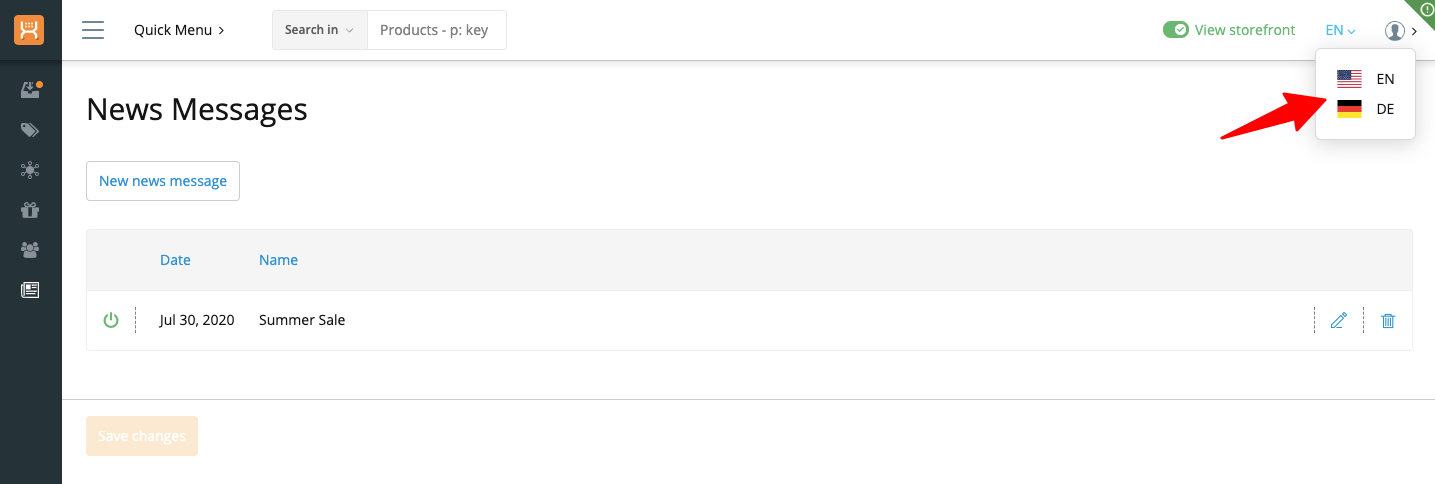 Quick Menu
Search in
Products - p: key
View storefront
EN
EN
DE
News Messages
New news message
Date
Name
Jul 30, 2020
Summer Sale
Save changes